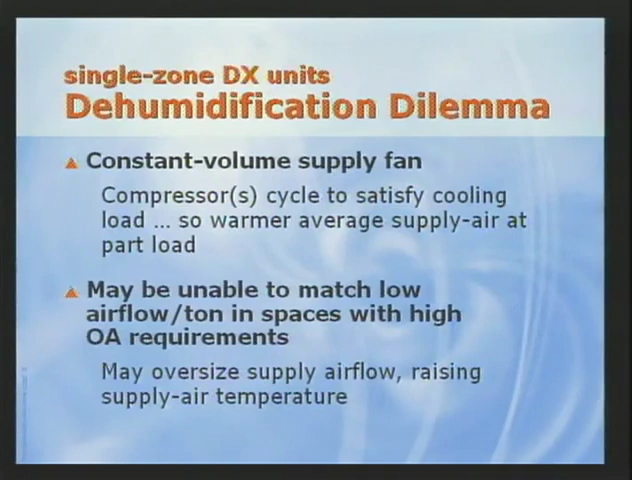 single-zone DX units
Dehumidification Dilemma
Constant-volume supply fan
Compressor(s) cycle to satisfy cooling
load ... so warmer average supply-air at
part load
May be unable to match low
airflow/ton in spaces with high
OA requirements
May oversize supply airflow, raising
supply-air temperature